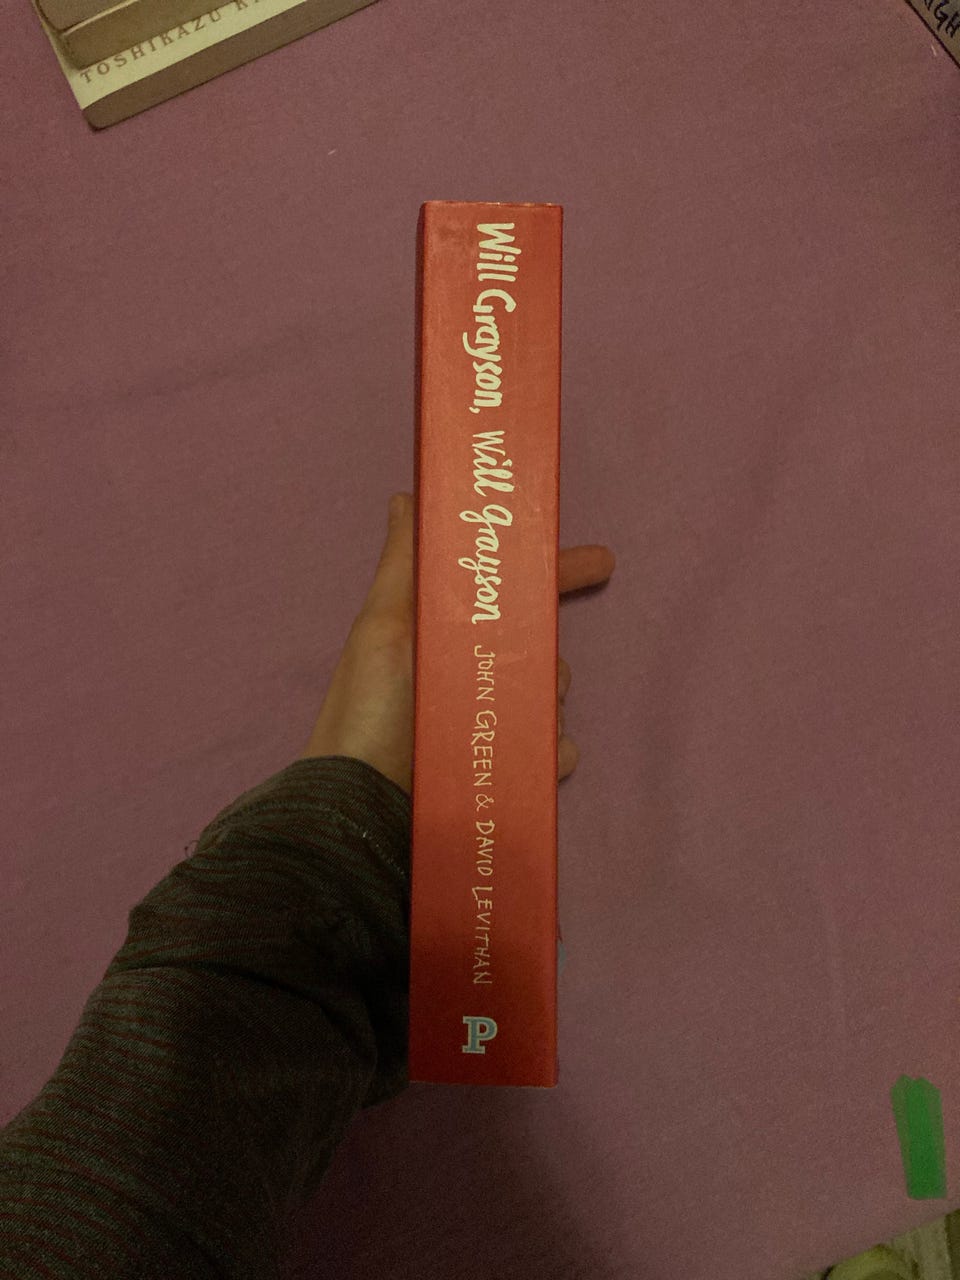 TOSHIKAZU
Will Grayson, Will grayson JOHN GREEN & DAVID LEVITHAN P